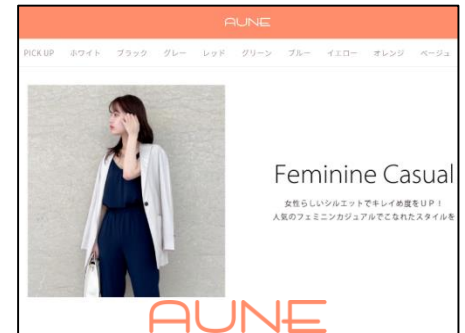 AUNE
PICK UP ホワイト ブラック グレー レッド グリーン ブルー イエロー オレンジ ベージュ
Feminine Casual
女性らしいシルエットでキレイめ度をUP！
人気のフェミニンカジュアルでこなれたスタイルを
AUNE